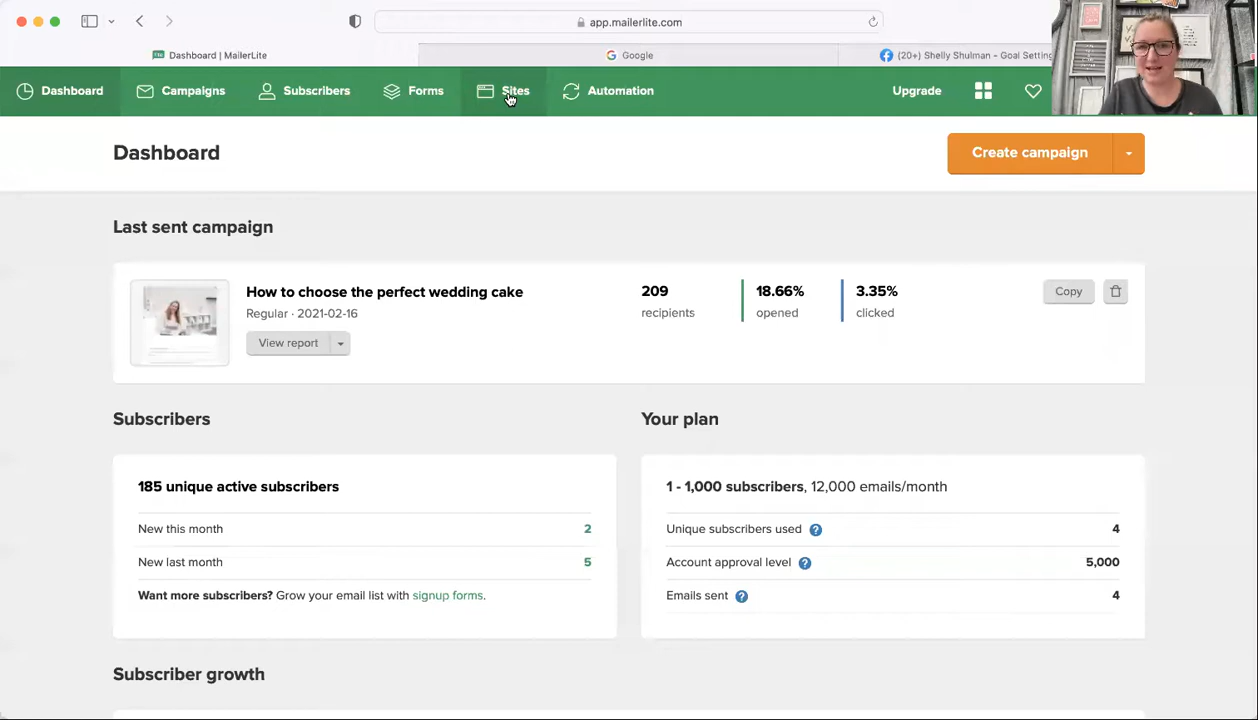 app.mailerlite.com
Dashboard | MailerLite
Google
(20+) Shelly Shulman - Goal Setting
Dashboard
Campaigns
Subscribers
Forms
Sites
Automation
Upgrade
Dashboard
Create campaign
Last sent campaign
How to choose the perfect wedding cake
Regular · 2021-02-16
View report
209
recipients
18.66%
opened
3.35%
clicked
Copy
Subscribers
185 unique active subscribers
New this month 2
New last month 5
Want more subscribers? Grow your email list with signup forms.
Your plan
1 - 1,000 subscribers, 12,000 emails/month
Unique subscribers used ? 4
Account approval level ? 5,000
Emails sent ? 4
Subscriber growth